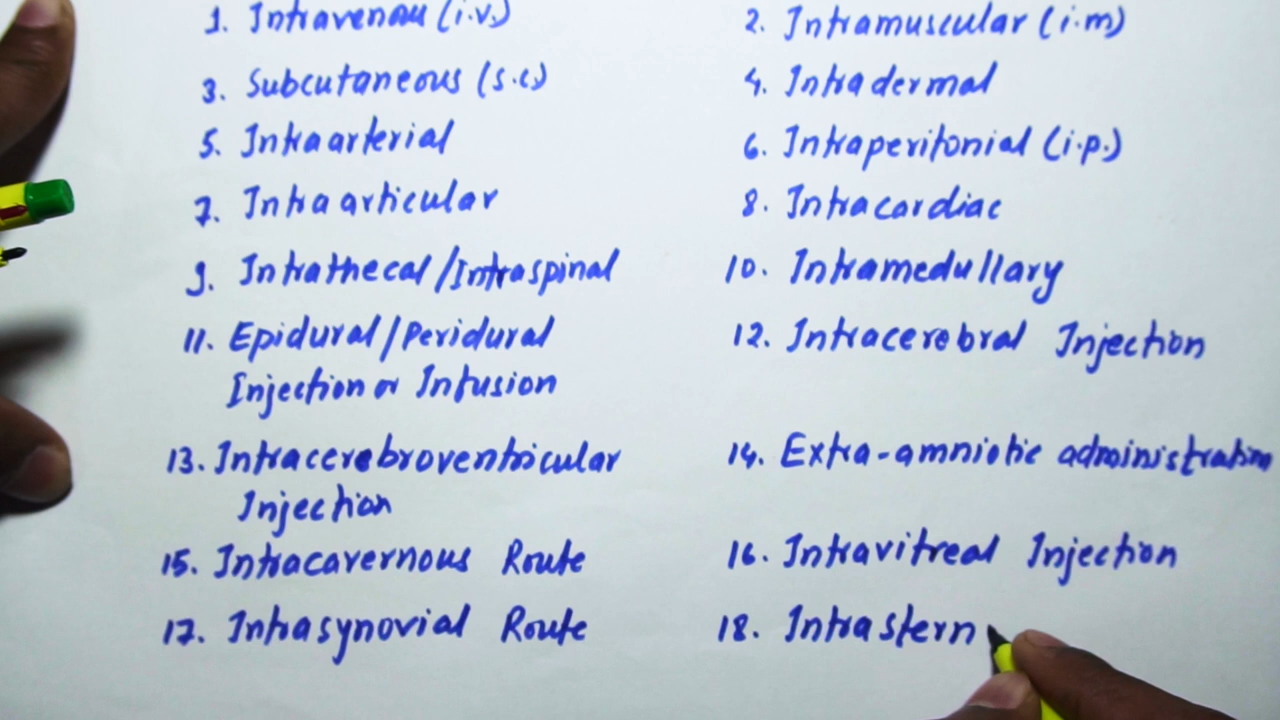 1. Intravenou (i.v.)
2. Intramuscular (i.m)
3. Subcutaneous (s.c)
4. Intradermal
5. Intraarterial
6. Intraperitonial (i.p.)
7. Intraarticular
8. Intracardiac
9. Intrathecal/Intraspinal
10. Intramedullary
11. Epidural/Peridural
Injection or Infusion
12. Intracerebral Injection
13. Intracerebroventricular
Injection
14. Extra-amniotic administration
15. Intracavernous Route
16. Intravitreal Injection
17. Intrasynovial Route
18. Intrastern